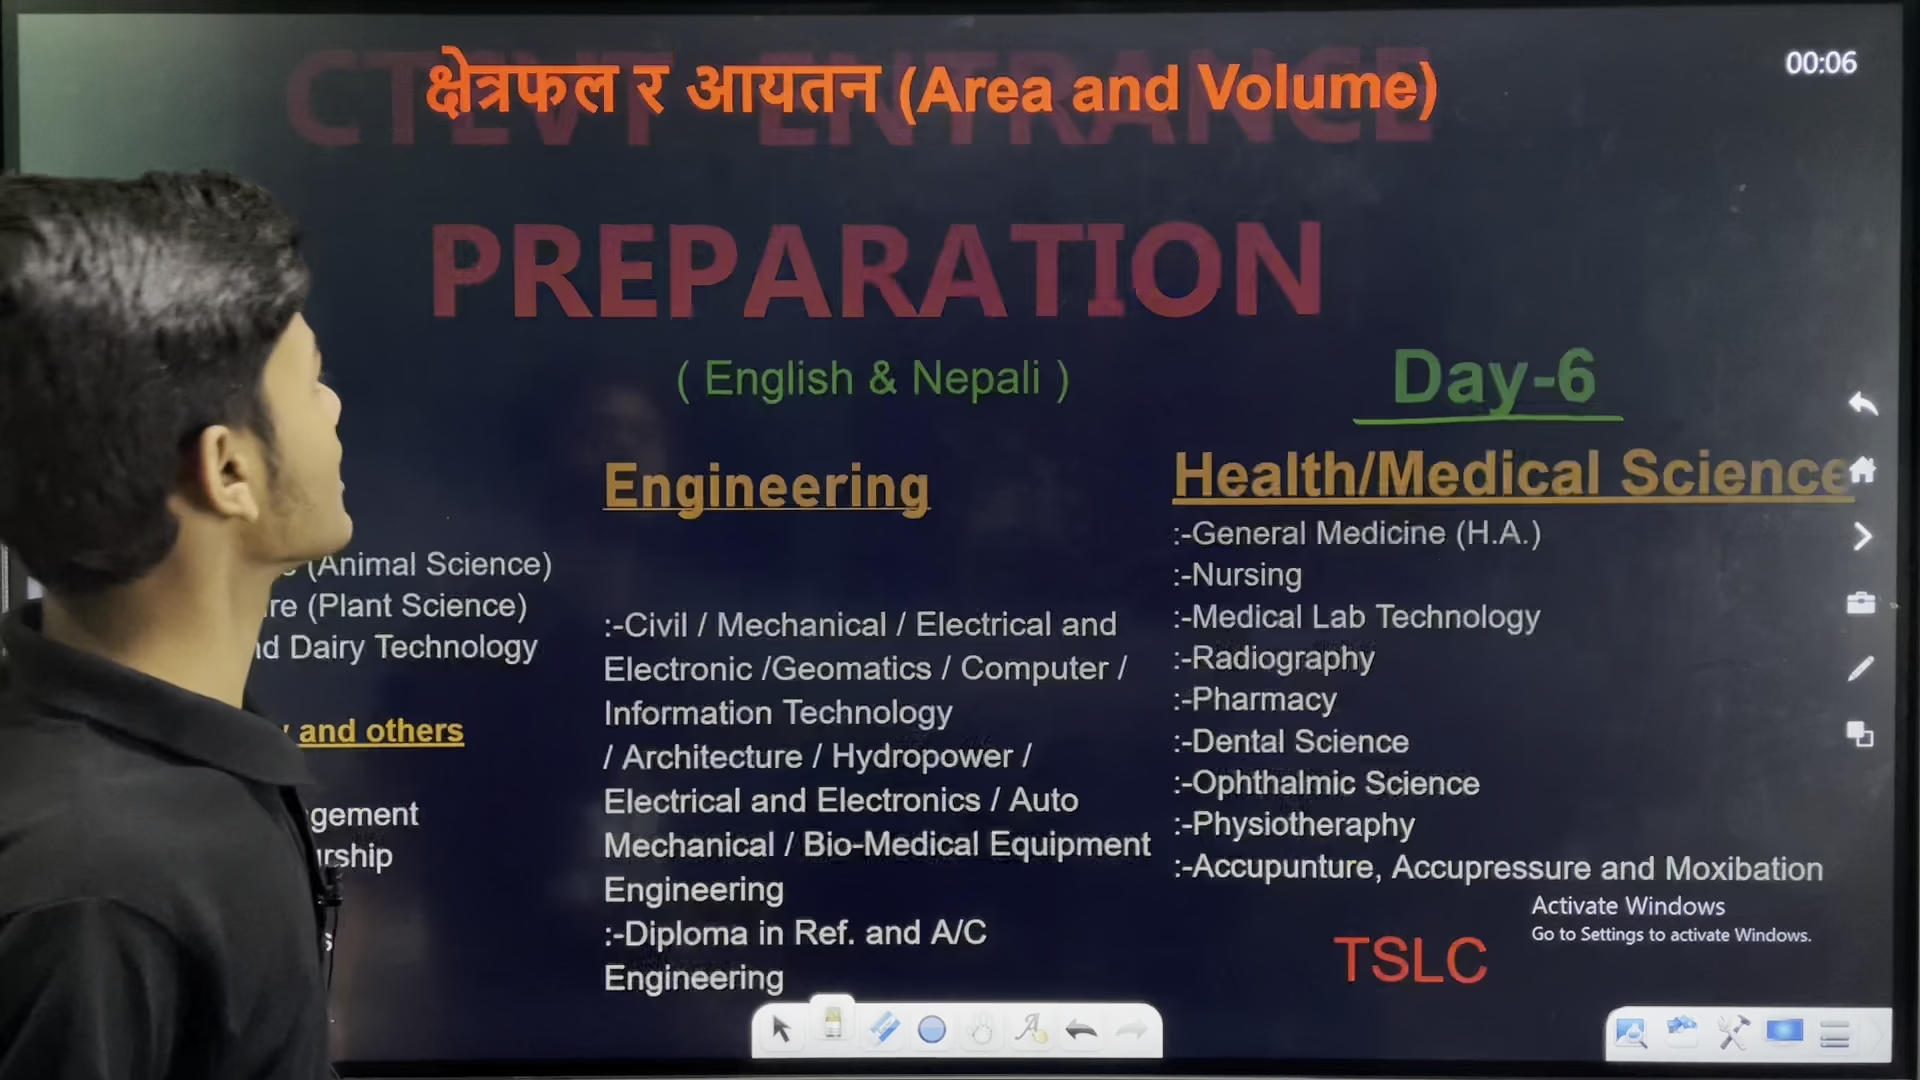 क्षेत्रफल र आयतन (Area and Volume)
CTEVT ENTRANCE
00:06
PREPARATION
( English & Nepali )
Day-6
(Animal Science)
(Plant Science)
Dairy Technology
and others
Engineering
:-Civil / Mechanical / Electrical and
Electronic /Geomatics / Computer /
Information Technology
/ Architecture / Hydropower /
Electrical and Electronics / Auto
Mechanical / Bio-Medical Equipment
Engineering
:-Diploma in Ref. and A/C
Engineering
Health/Medical Science
:-General Medicine (H.A.)
:-Nursing
:-Medical Lab Technology
:-Radiography
:-Pharmacy
:-Dental Science
:-Ophthalmic Science
:-Physiotheraphy
:-Accupunture, Accupressure and Moxibation
Activate Windows
Go to Settings to activate Windows.
TSLC